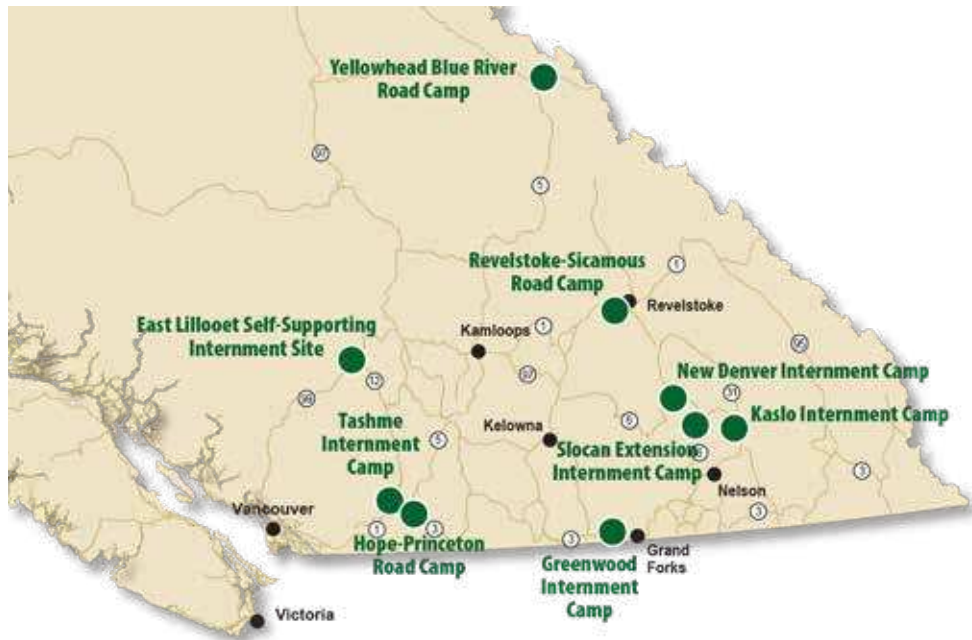 Yellowhead Blue River
Road Camp
97
5
Revelstoke-Sicamous
Road Camp
1
Revelstoke
East Lillooet Self-Supporting
Internment Site
Kamloops
1
95
12
97
99
New Denver Internment Camp
31
Kaslo Internment Camp
Tashme
Internment
Camp
5
Kelowna
6
Slocan Extension
Internment Camp
Nelson
3
Vancouver
1
3
Hope-Princeton
Road Camp
3
3
Greenwood
Internment
Camp
Grand
Forks
Victoria